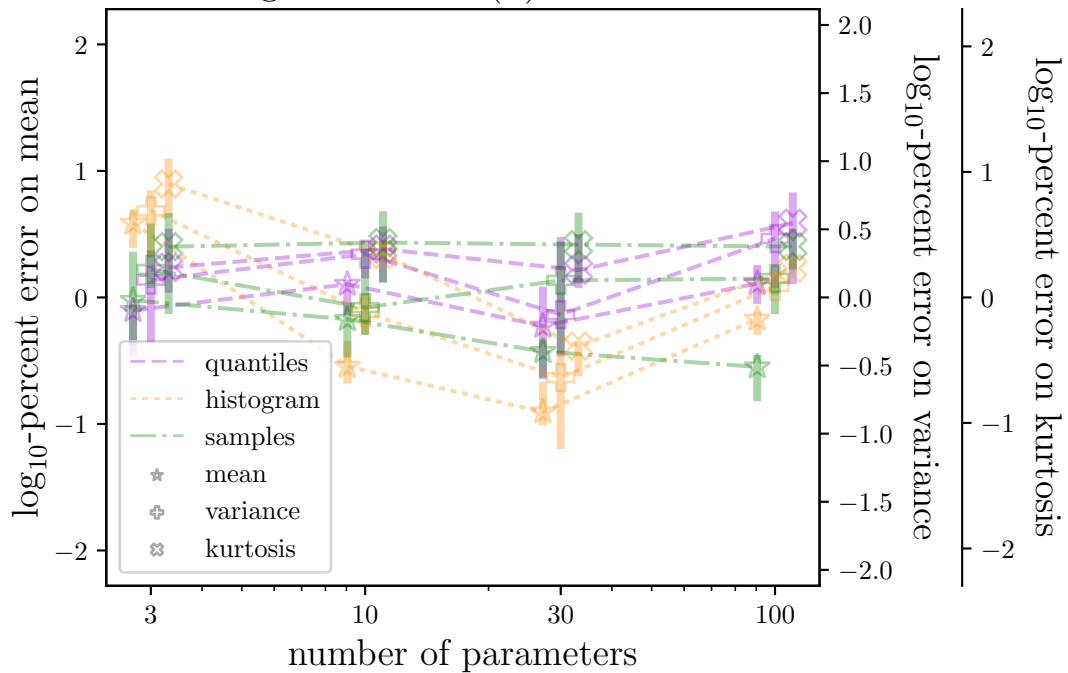 log₁₀-percent error on mean
2
1
0
−1
−2
quantiles
histogram
samples
mean
variance
kurtosis
3
10
30
100
number of parameters
2.0
1.5
1.0
0.5
0.0
−0.5
−1.0
−1.5
−2.0
log₁₀-percent error on variance
2
1
0
−1
−2
log₁₀-percent error on kurtosis